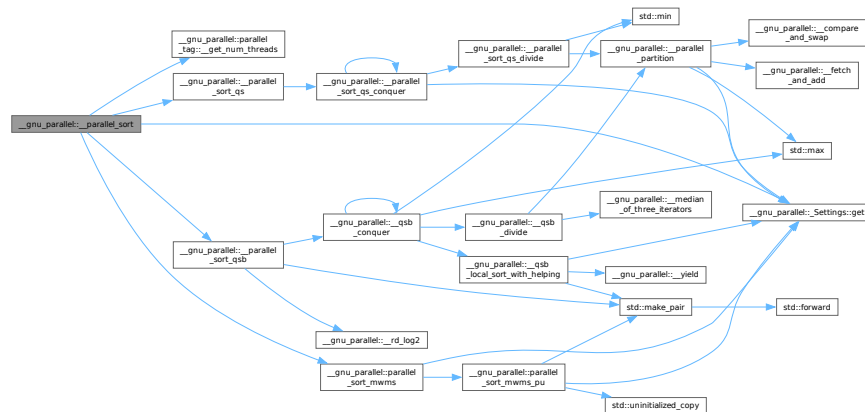 __gnu_parallel::__parallel_sort
__gnu_parallel::parallel
_tag::__get_num_threads
__gnu_parallel::__parallel
_sort_qs
__gnu_parallel::__parallel
_sort_qsb
__gnu_parallel::__parallel
_sort_qs_conquer
__gnu_parallel::__qsb
_conquer
__gnu_parallel::__rd_log2
__gnu_parallel::parallel
_sort_mwms
__gnu_parallel::__parallel
_sort_qs_divide
__gnu_parallel::__qsb
_divide
__gnu_parallel::__qsb
_local_sort_with_helping
__gnu_parallel::parallel
_sort_mwms_pu
std::min
__gnu_parallel::__parallel
_partition
__gnu_parallel::__median
_of_three_iterators
__gnu_parallel::__yield
std::make_pair
std::uninitialized_copy
__gnu_parallel::__compare
_and_swap
__gnu_parallel::__fetch
_and_add
std::max
__gnu_parallel::_Settings::get
std::forward